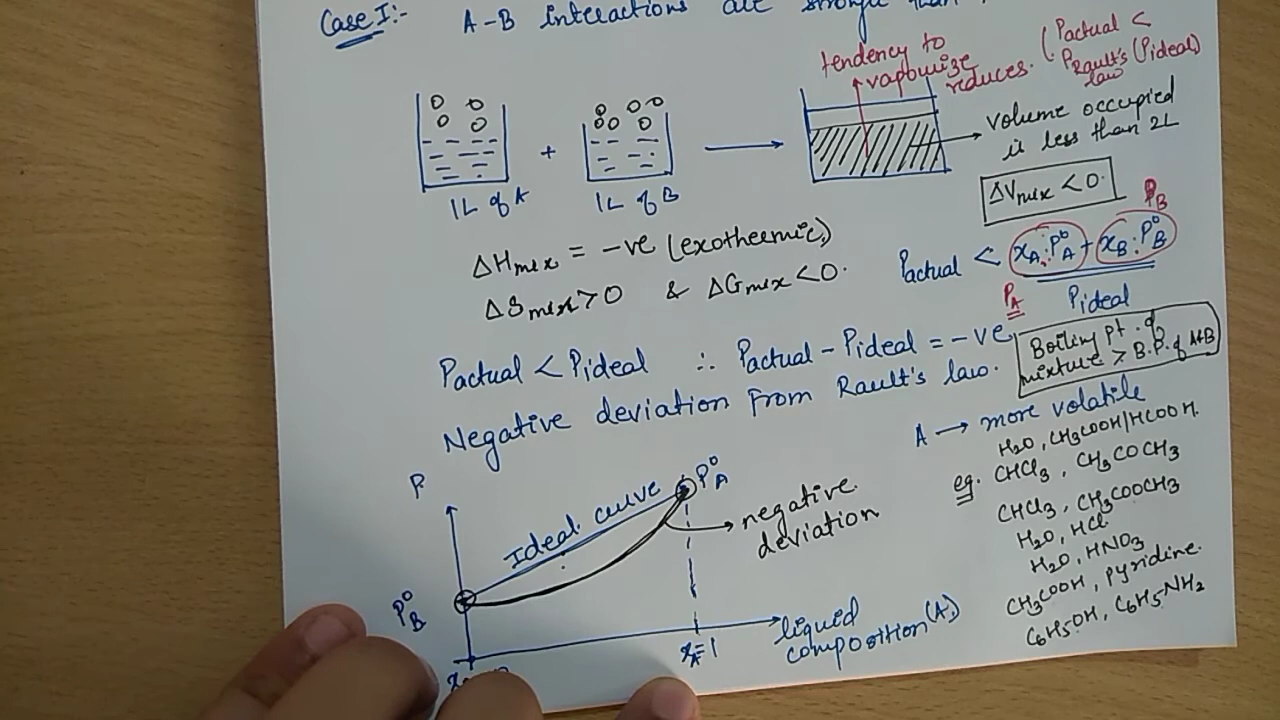 Case I:- A-B interactions are stronger than
tendency to
vapourize
reduces. (Pactual <
PRault's (Pideal)
law
volume occupied
is less than 2L
1L of A + 1L of B
ΔVmix < 0.
ΔHmix = -ve (exothermic)
ΔSmix > 0 & ΔGmix < 0.
PB
Pactual < xA.P°A + xB.P°B
PA
Pideal
Pactual < Pideal ∴ Pactual - Pideal = -ve
Negative deviation from Rault's law.
Boiling pt. of
mixture > B.P. of A+B
A → more volatile
H2O, CH3COOH/HCOOH.
eg. CHCl3, CH3COCH3
CHCl3, CH3COOCH3
H2O, HCl
H2O, HNO3
CH3COOH, Pyridine.
C6H5OH, C6H5NH2
P
P°A
Ideal curve
negative
deviation
P°B
xA=1
liquid
composition (A)